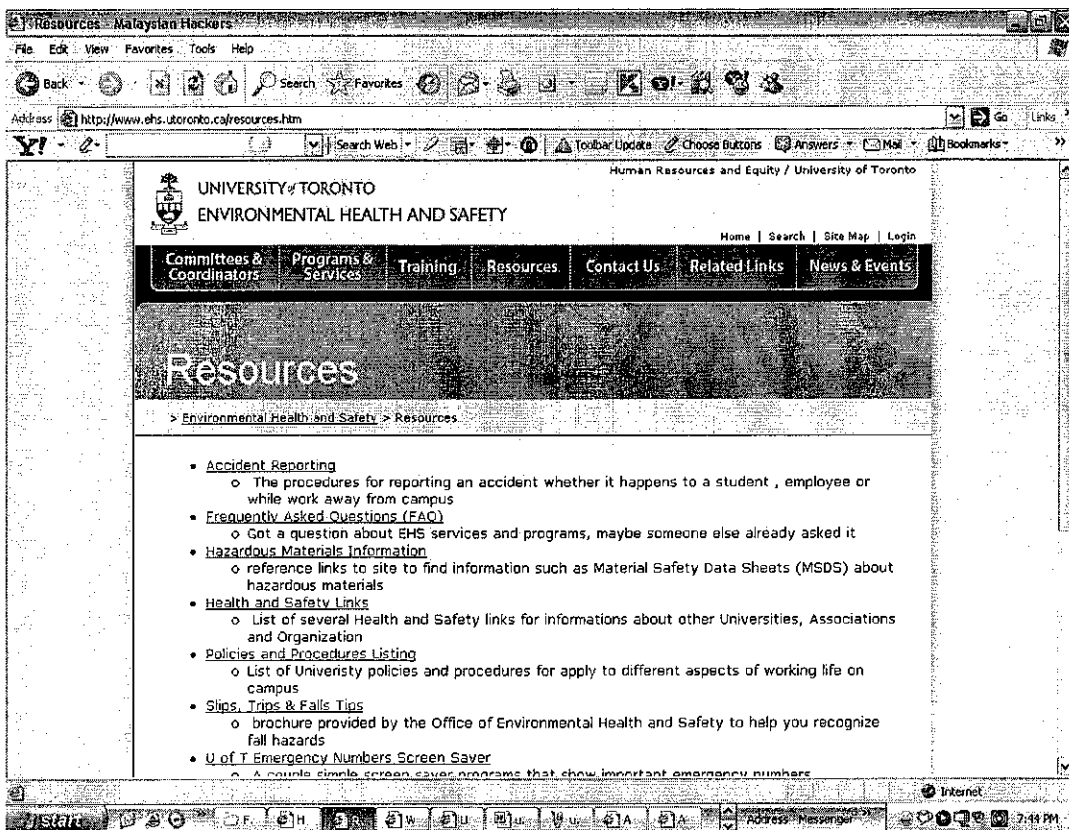 Resources - Malaysian Hackers
File Edit View Favorites Tools Help
Back Search Favorites
Address http://www.ehs.utoronto.ca/resources.htm Go Links
Y! Search Web Toolbar Update Choose Buttons Answers Mail Bookmarks
Human Resources and Equity / University of Toronto
UNIVERSITY of TORONTO
ENVIRONMENTAL HEALTH AND SAFETY
Home | Search | Site Map | Login
Committees & Coordinators Programs & Services Training Resources Contact Us Related Links News & Events
Resources
> Environmental Health and Safety > Resources
• Accident Reporting
o The procedures for reporting an accident whether it happens to a student , employee or
while work away from campus
• Frequently Asked Questions (FAQ)
o Got a question about EHS services and programs, maybe someone else already asked it
• Hazardous Materials Information
o reference links to site to find information such as Material Safety Data Sheets (MSDS) about
hazardous materials
• Health and Safety Links
o List of several Health and Safety links for informations about other Universities, Associations
and Organization
• Policies and Procedures Listing
o List of Univeristy policies and procedures for apply to different aspects of working life on
campus
• Slips, Trips & Falls Tips
o brochure provided by the Office of Environmental Health and Safety to help you recognize
fall hazards
• U of T Emergency Numbers Screen Saver
o A couple simple screen saver programs that show important emergency numbers
Internet
start Address Messenger 7:44 PM